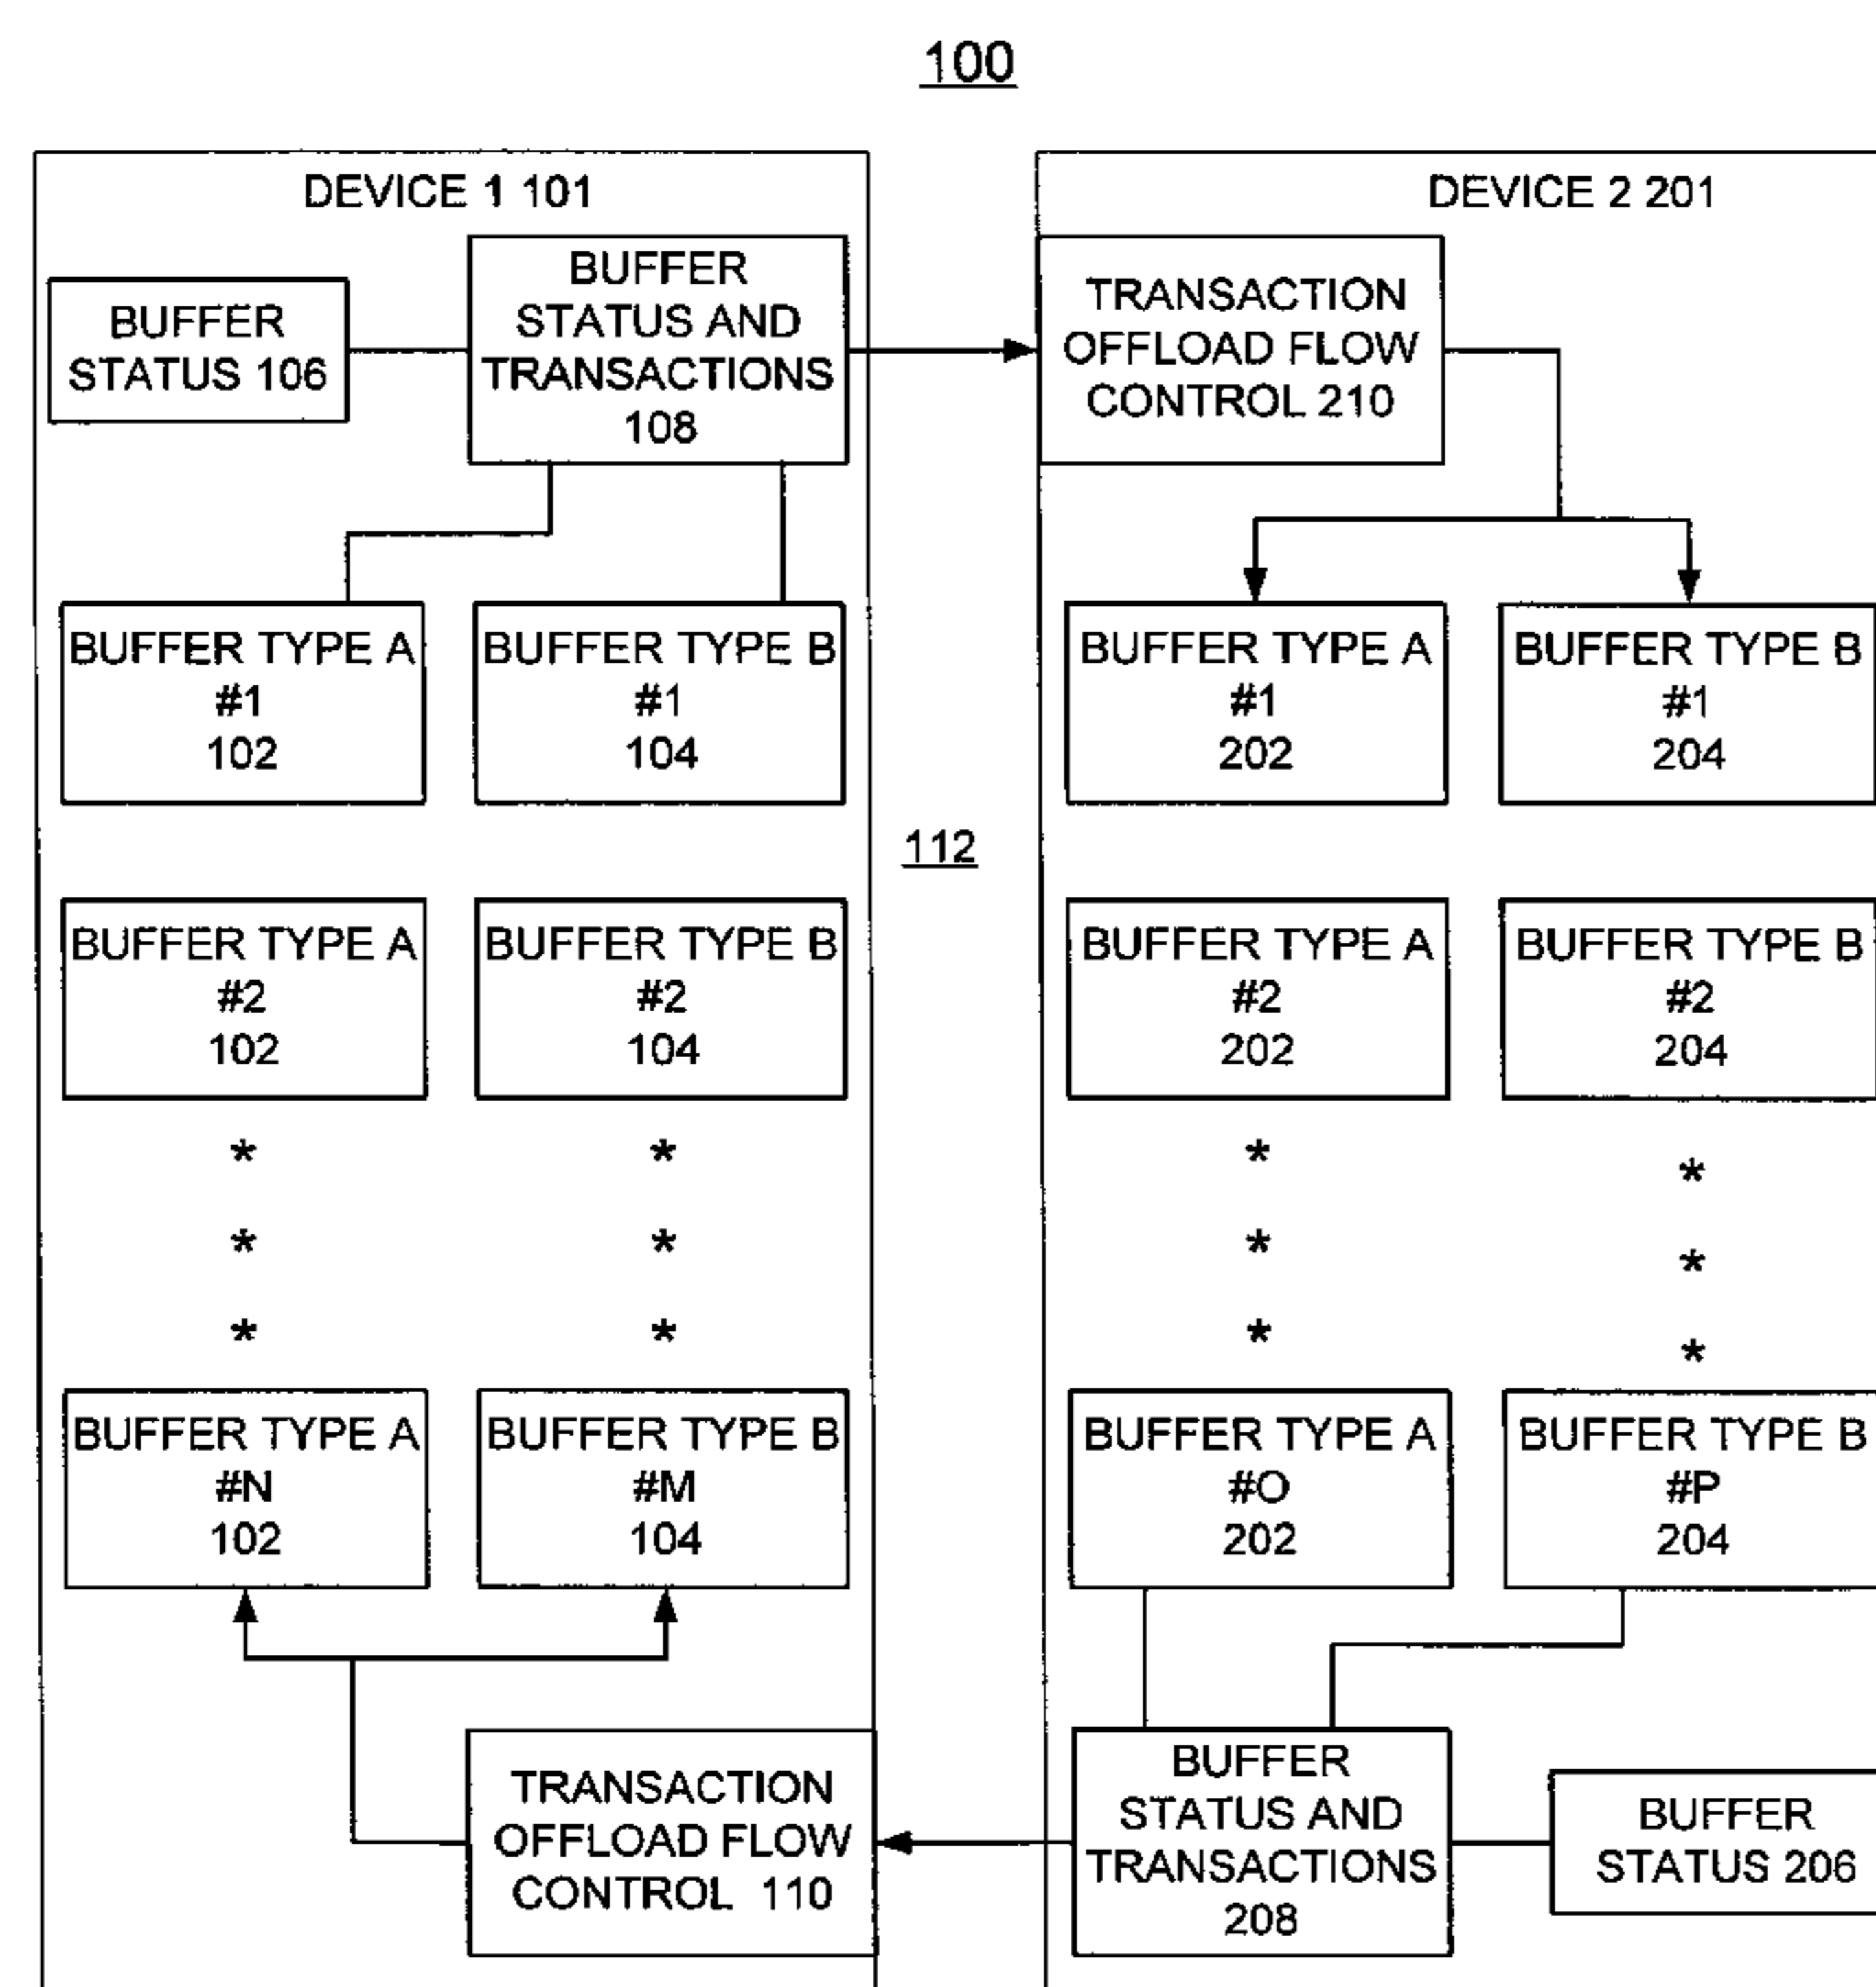 100
DEVICE 1 101
BUFFER
STATUS 106
BUFFER
STATUS AND
TRANSACTIONS
108
BUFFER TYPE A
#1
102
BUFFER TYPE B
#1
104
BUFFER TYPE A
#2
102
BUFFER TYPE B
#2
104
*
*
*
*
*
*
BUFFER TYPE A
#N
102
BUFFER TYPE B
#M
104
TRANSACTION
OFFLOAD FLOW
CONTROL 110
112
DEVICE 2 201
TRANSACTION
OFFLOAD FLOW
CONTROL 210
BUFFER TYPE A
#1
202
BUFFER TYPE B
#1
204
BUFFER TYPE A
#2
202
BUFFER TYPE B
#2
204
*
*
*
*
*
*
BUFFER TYPE A
#O
202
BUFFER TYPE B
#P
204
BUFFER
STATUS AND
TRANSACTIONS
208
BUFFER
STATUS 206